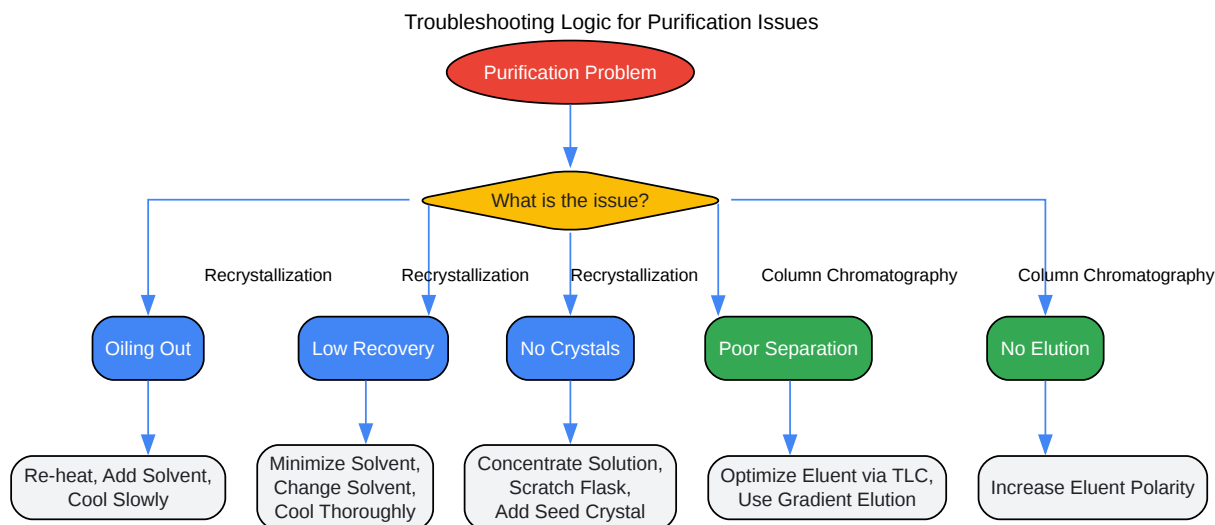 Troubleshooting Logic for Purification Issues
Purification Problem
What is the issue?
Recrystallization
Recrystallization
Recrystallization
Column Chromatography
Column Chromatography
Oiling Out
Low Recovery
No Crystals
Poor Separation
No Elution
Re-heat, Add Solvent,
Cool Slowly
Minimize Solvent,
Change Solvent,
Cool Thoroughly
Concentrate Solution,
Scratch Flask,
Add Seed Crystal
Optimize Eluent via TLC,
Use Gradient Elution
Increase Eluent Polarity